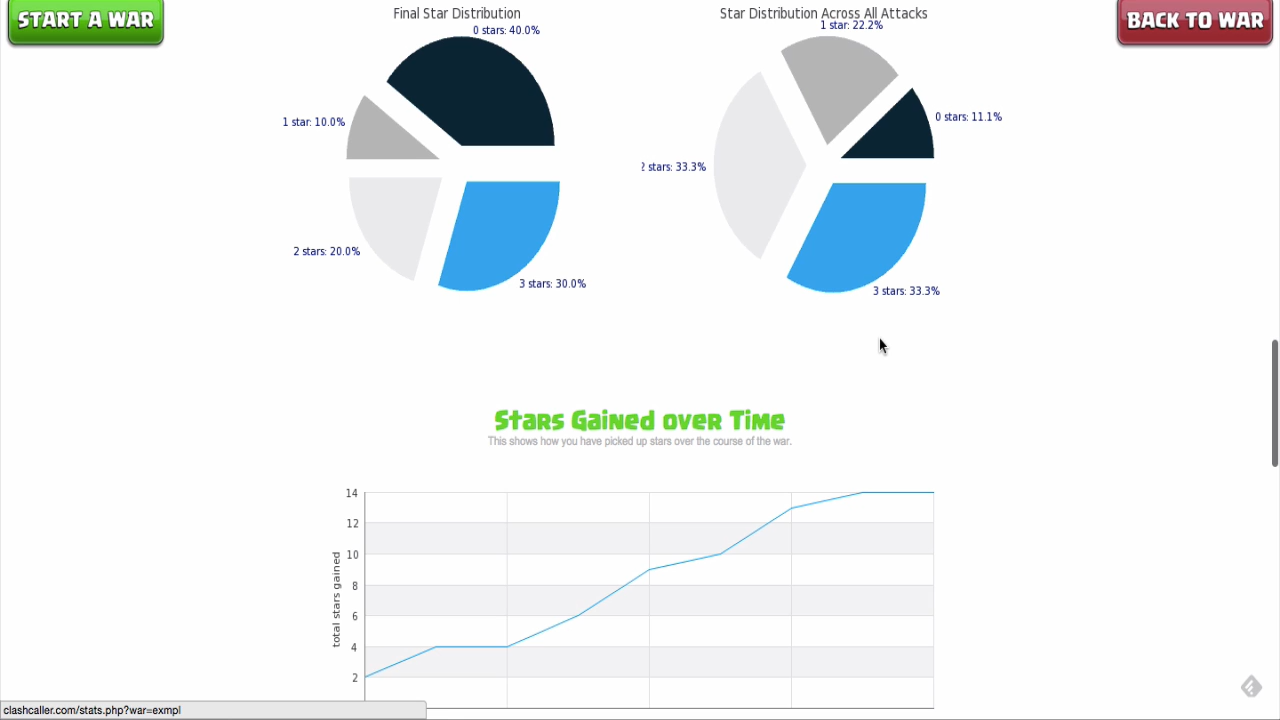 START A WAR
BACK TO WAR
Final Star Distribution
0 stars: 40.0%
1 star: 10.0%
2 stars: 20.0%
3 stars: 30.0%
Star Distribution Across All Attacks
1 star: 22.2%
0 stars: 11.1%
2 stars: 33.3%
3 stars: 33.3%
Stars Gained over Time
This shows how you have picked up stars over the course of the war.
total stars gained
14
12
10
8
6
4
2
clashcaller.com/stats.php?war=exmpl